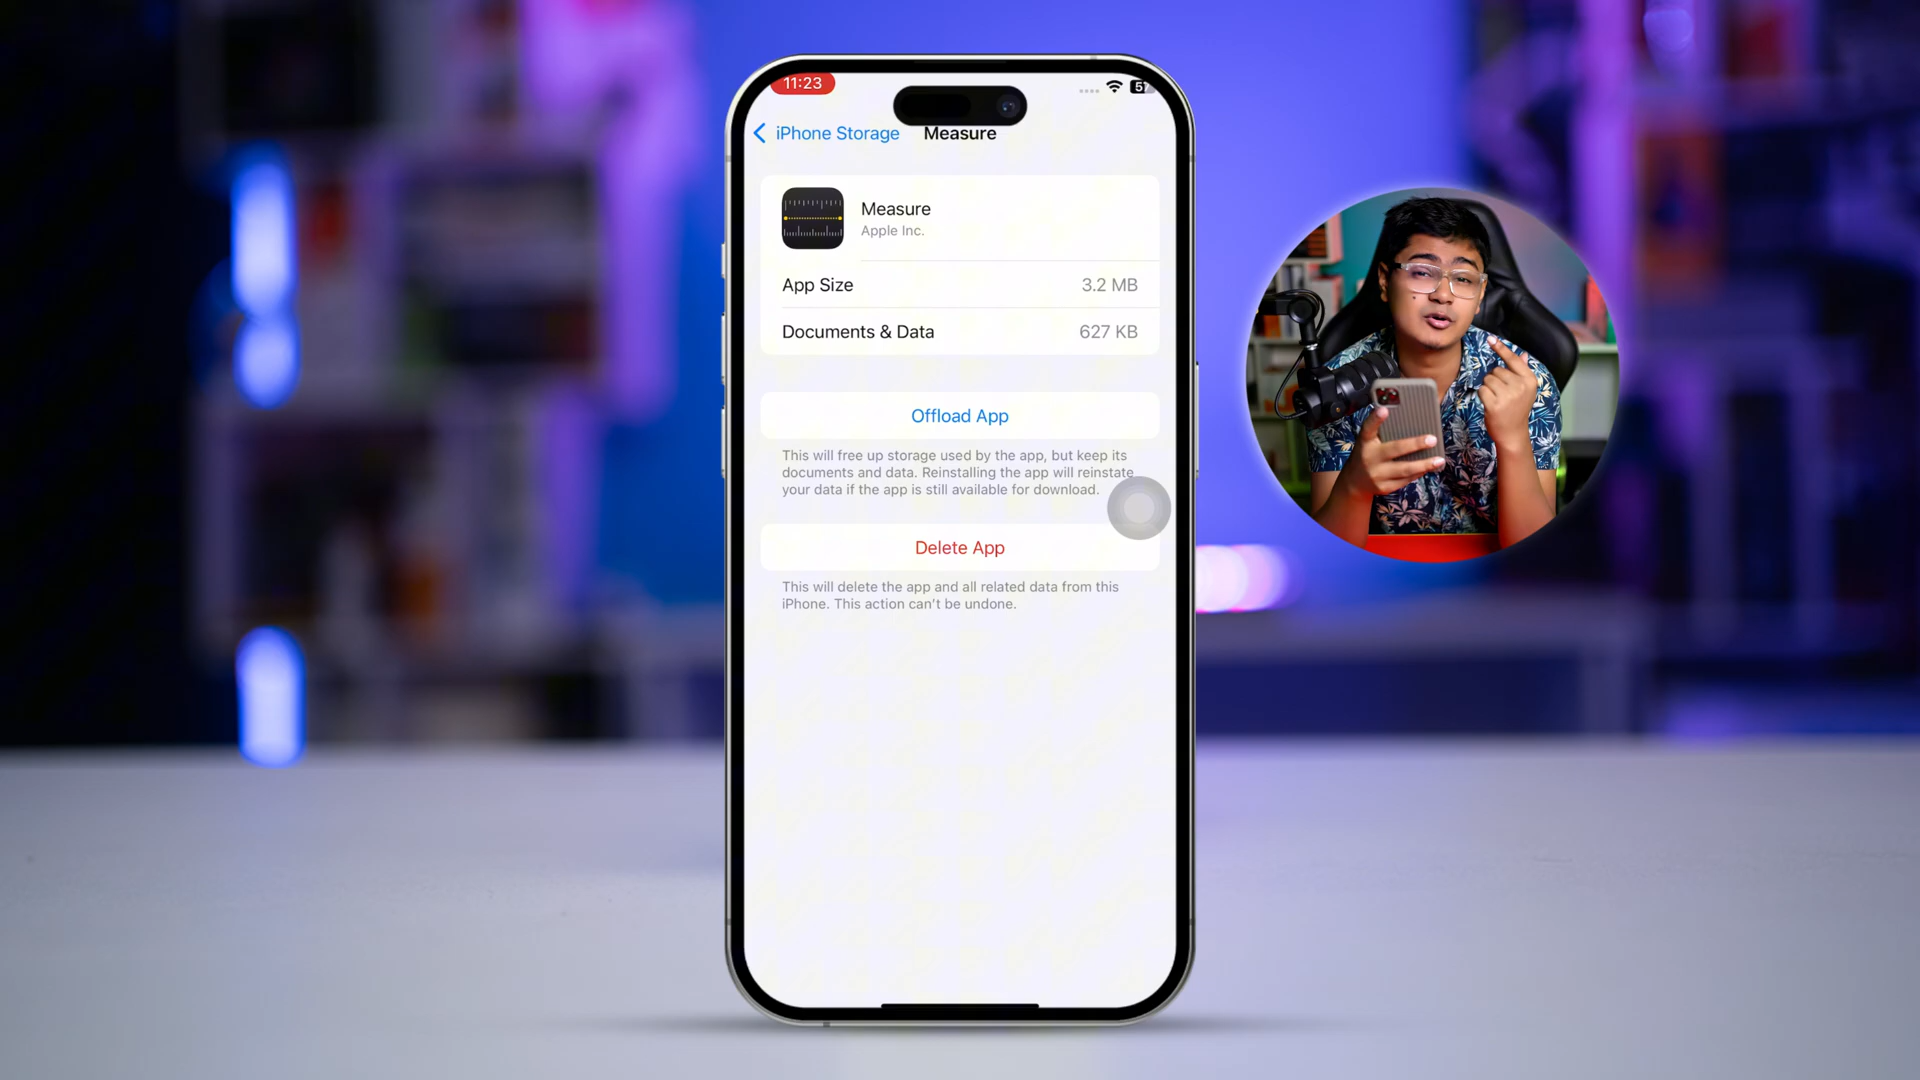 11:23
57
iPhone Storage
Measure
Measure
Apple Inc.
App Size
3.2 MB
Documents & Data
627 KB
Offload App
This will free up storage used by the app, but keep its
documents and data. Reinstalling the app will reinstate
your data if the app is still available for download.
Delete App
This will delete the app and all related data from this
iPhone. This action can't be undone.